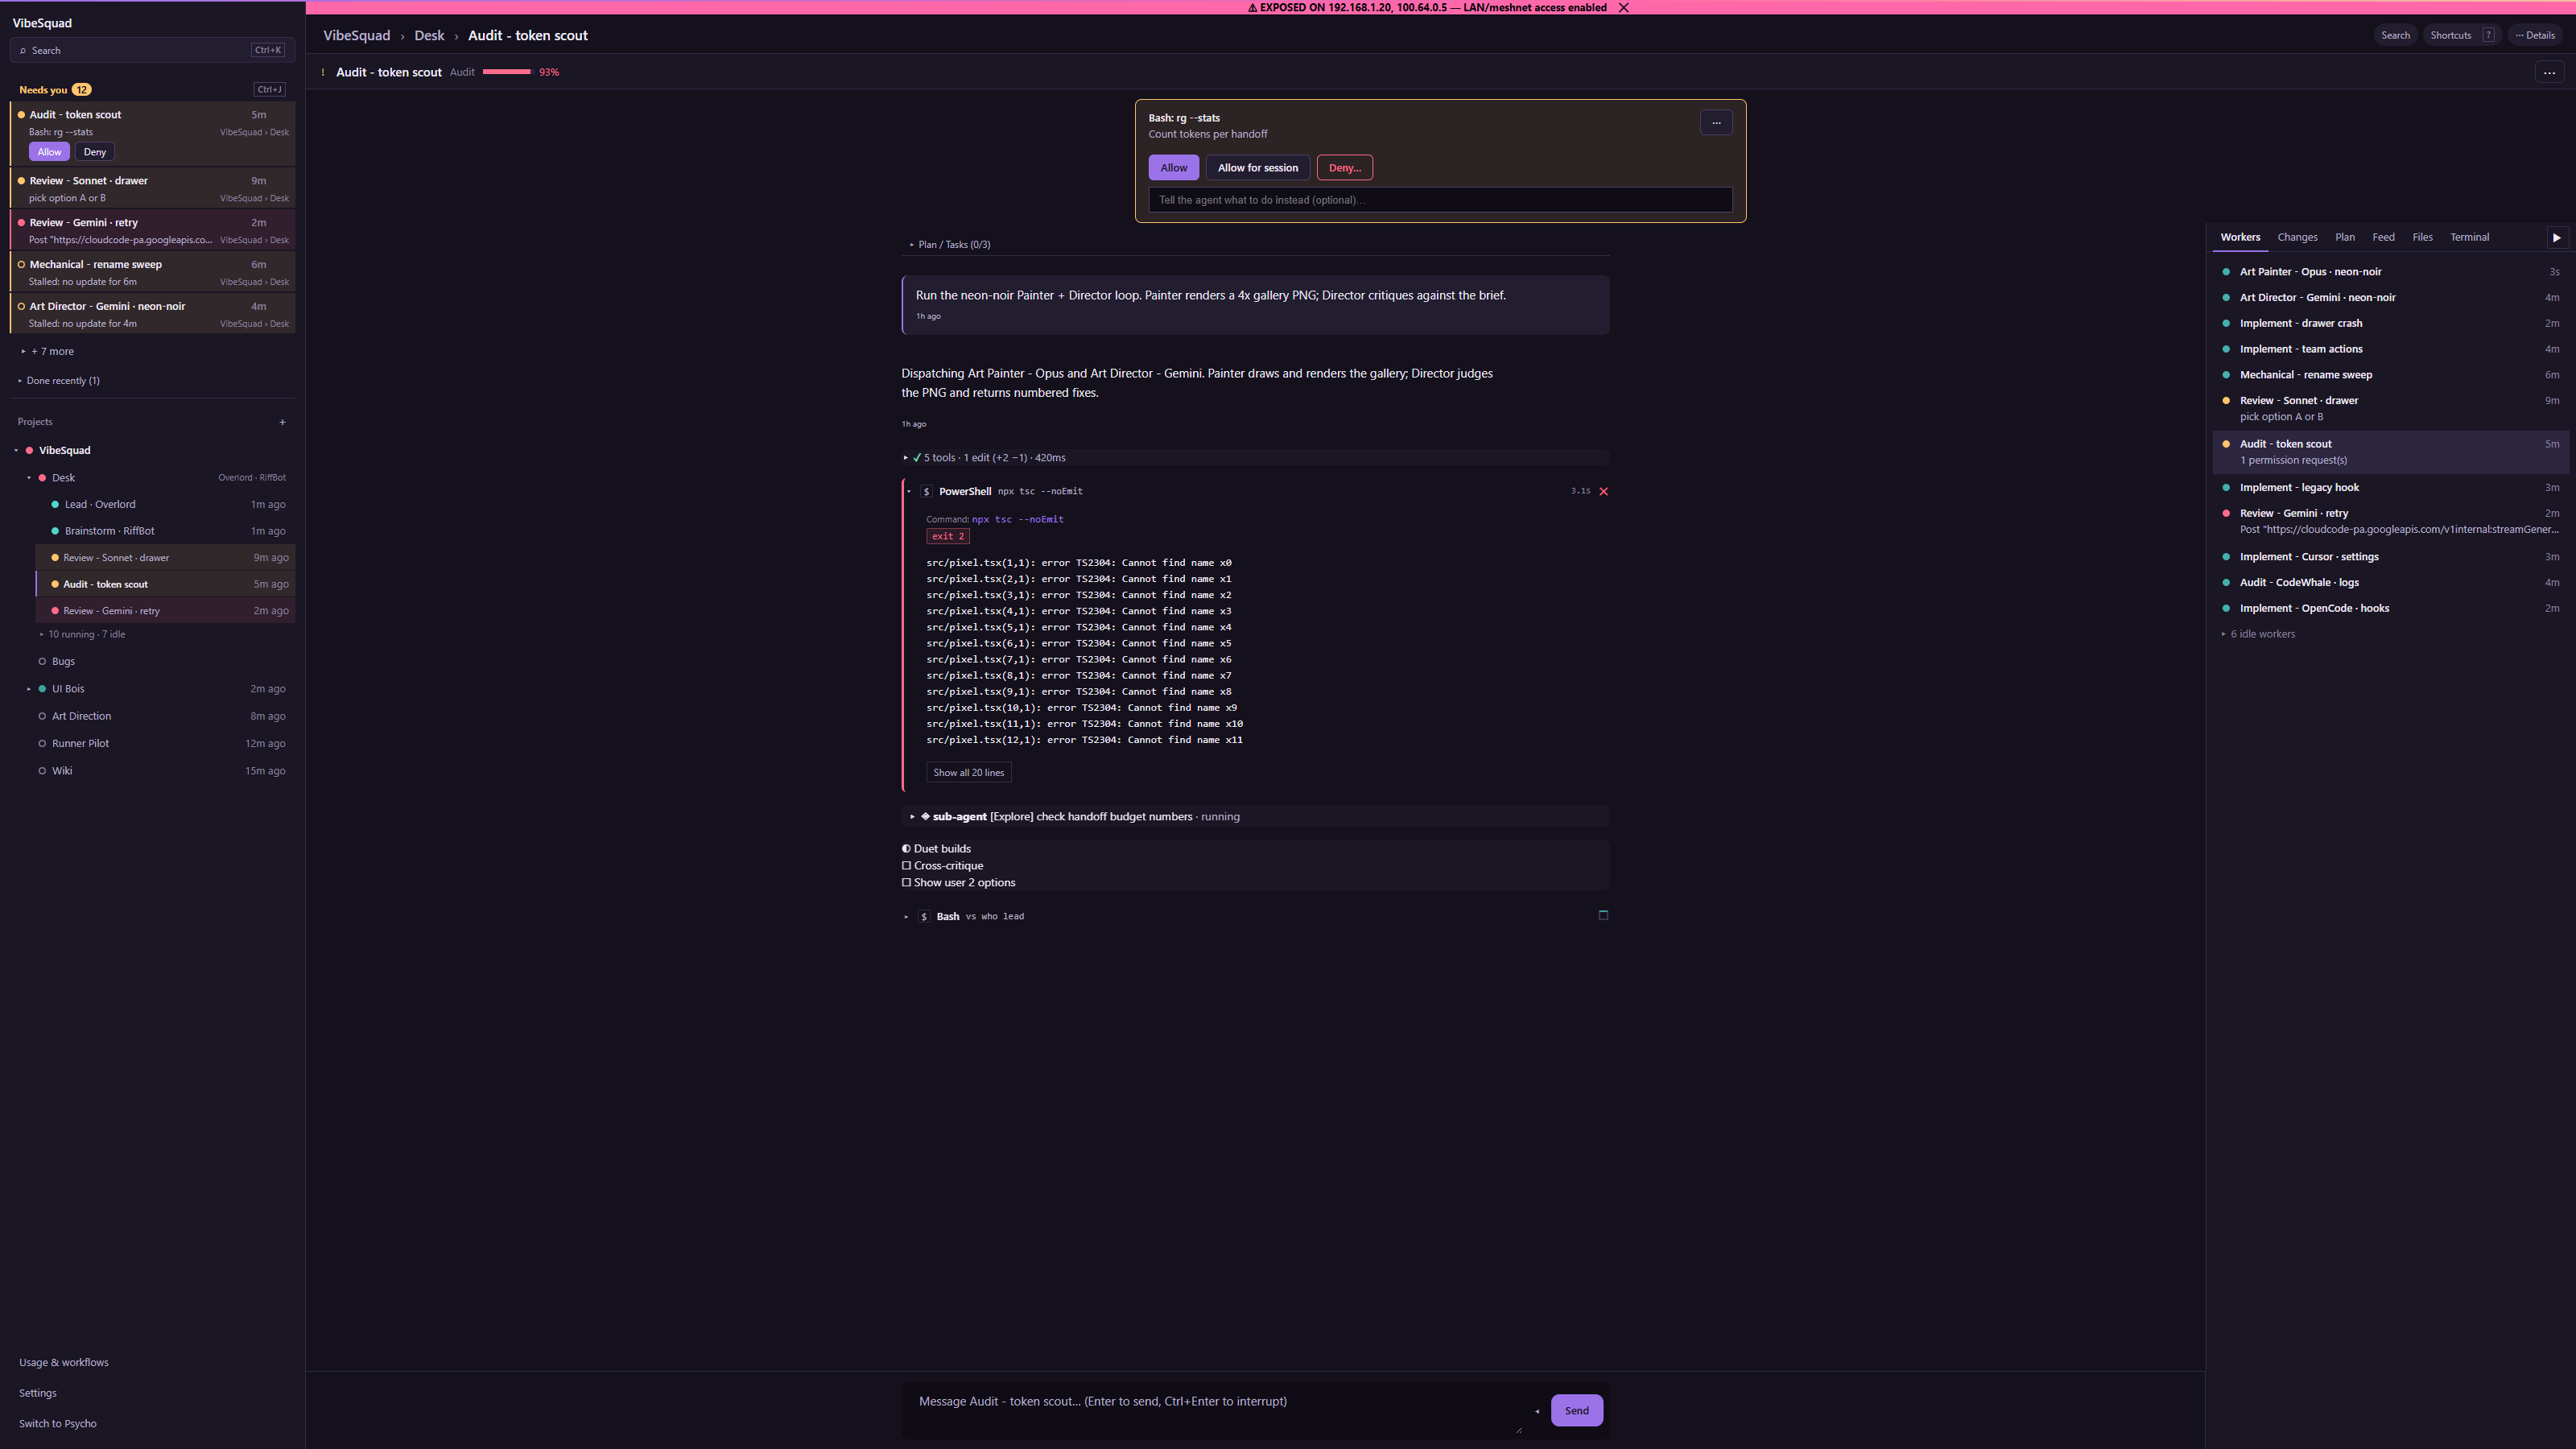 VibeSquad
⌕ Search Ctrl+K
Needs you 12 Ctrl+J
Audit - token scout 5m
Bash: rg --stats VibeSquad › Desk
Allow Deny
Review - Sonnet · drawer 9m
pick option A or B VibeSquad › Desk
Review - Gemini · retry 2m
Post "https://cloudcode-pa.googleapis.co... VibeSquad › Desk
Mechanical - rename sweep 6m
Stalled: no update for 6m VibeSquad › Desk
Art Director - Gemini · neon-noir 4m
Stalled: no update for 4m VibeSquad › Desk
▸ + 7 more
▸ Done recently (1)
Projects +
▾ VibeSquad
▾ Desk Overlord · RiffBot
Lead · Overlord 1m ago
Brainstorm · RiffBot 1m ago
Review - Sonnet · drawer 9m ago
Audit - token scout 5m ago
Review - Gemini · retry 2m ago
▸ 10 running · 7 idle
Bugs
▸ UI Bois 2m ago
Art Direction 8m ago
Runner Pilot 12m ago
Wiki 15m ago
Usage & workflows
Settings
Switch to Psycho
⚠ EXPOSED ON 192.168.1.20, 100.64.0.5 — LAN/meshnet access enabled ✕
VibeSquad › Desk › Audit - token scout
Search Shortcuts ? ··· Details
! Audit - token scout Audit 93% ...
Bash: rg --stats ...
Count tokens per handoff
Allow Allow for session Deny...
Tell the agent what to do instead (optional)...
▸ Plan / Tasks (0/3)
Run the neon-noir Painter + Director loop. Painter renders a 4x gallery PNG; Director critiques against the brief.
1h ago
Dispatching Art Painter - Opus and Art Director - Gemini. Painter draws and renders the gallery; Director judges
the PNG and returns numbered fixes.
1h ago
▸ ✓ 5 tools · 1 edit (+2 −1) · 420ms
▾ $ PowerShell npx tsc --noEmit 3.1s ✕
Command: npx tsc --noEmit
exit 2
src/pixel.tsx(1,1): error TS2304: Cannot find name x0
src/pixel.tsx(2,1): error TS2304: Cannot find name x1
src/pixel.tsx(3,1): error TS2304: Cannot find name x2
src/pixel.tsx(4,1): error TS2304: Cannot find name x3
src/pixel.tsx(5,1): error TS2304: Cannot find name x4
src/pixel.tsx(6,1): error TS2304: Cannot find name x5
src/pixel.tsx(7,1): error TS2304: Cannot find name x6
src/pixel.tsx(8,1): error TS2304: Cannot find name x7
src/pixel.tsx(9,1): error TS2304: Cannot find name x8
src/pixel.tsx(10,1): error TS2304: Cannot find name x9
src/pixel.tsx(11,1): error TS2304: Cannot find name x10
src/pixel.tsx(12,1): error TS2304: Cannot find name x11
Show all 20 lines
▸ ◆ sub-agent [Explore] check handoff budget numbers · running
◐ Duet builds
☐ Cross-critique
☐ Show user 2 options
▸ $ Bash vs who lead
Message Audit - token scout... (Enter to send, Ctrl+Enter to interrupt)
◂ Send
Workers Changes Plan Feed Files Terminal ▶
Art Painter - Opus · neon-noir 3s
Art Director - Gemini · neon-noir 4m
Implement - drawer crash 2m
Implement - team actions 4m
Mechanical - rename sweep 6m
Review - Sonnet · drawer 9m
pick option A or B
Audit - token scout 5m
1 permission request(s)
Implement - legacy hook 3m
Review - Gemini · retry 2m
Post "https://cloudcode-pa.googleapis.com/v1internal:streamGener...
Implement - Cursor · settings 3m
Audit - CodeWhale · logs 4m
Implement - OpenCode · hooks 2m
▸ 6 idle workers